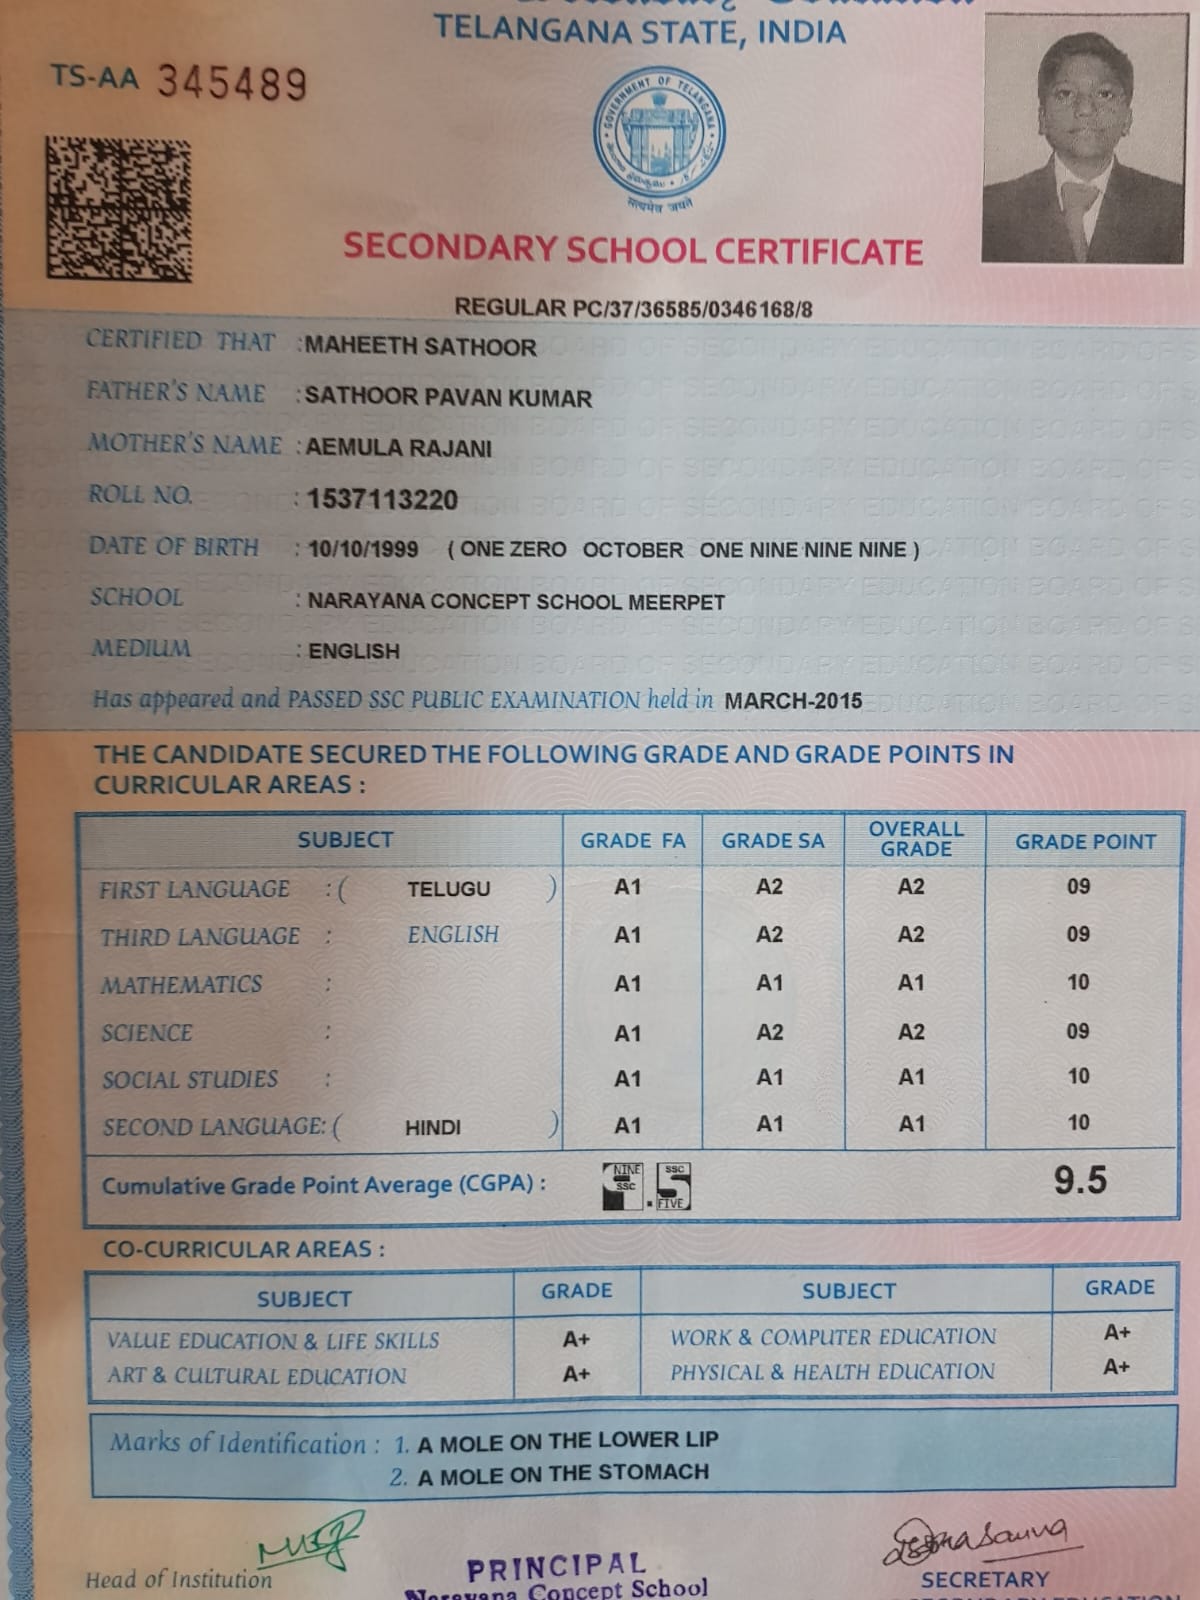 TELANGANA STATE, INDIA
TS-AA 345489
GOVERNMENT OF TELANGANA
सत्यमेव जयते
SECONDARY SCHOOL CERTIFICATE
REGULAR PC/37/36585/0346168/8
CERTIFIED THAT : MAHEETH SATHOOR
FATHER'S NAME : SATHOOR PAVAN KUMAR
MOTHER'S NAME : AEMULA RAJANI
ROLL NO. : 1537113220
DATE OF BIRTH : 10/10/1999 ( ONE ZERO OCTOBER ONE NINE NINE NINE )
SCHOOL : NARAYANA CONCEPT SCHOOL MEERPET
MEDIUM : ENGLISH
Has appeared and PASSED SSC PUBLIC EXAMINATION held in MARCH-2015
THE CANDIDATE SECURED THE FOLLOWING GRADE AND GRADE POINTS IN
CURRICULAR AREAS :
SUBJECT GRADE FA GRADE SA OVERALL GRADE GRADE POINT
FIRST LANGUAGE : ( TELUGU ) A1 A2 A2 09
THIRD LANGUAGE : ENGLISH A1 A2 A2 09
MATHEMATICS : A1 A1 A1 10
SCIENCE : A1 A2 A2 09
SOCIAL STUDIES : A1 A1 A1 10
SECOND LANGUAGE: ( HINDI ) A1 A1 A1 10
Cumulative Grade Point Average (CGPA) : NINE SSC . SSC FIVE 9.5
CO-CURRICULAR AREAS :
SUBJECT GRADE SUBJECT GRADE
VALUE EDUCATION & LIFE SKILLS A+ WORK & COMPUTER EDUCATION A+
ART & CULTURAL EDUCATION A+ PHYSICAL & HEALTH EDUCATION A+
Marks of Identification : 1. A MOLE ON THE LOWER LIP
2. A MOLE ON THE STOMACH
Head of Institution
PRINCIPAL
Narayana Concept School
SECRETARY